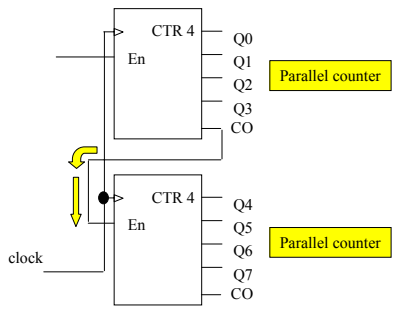 CTR 4
En
Q0
Q1
Q2
Q3
CO
Parallel counter
CTR 4
En
Q4
Q5
Q6
Q7
CO
Parallel counter
clock